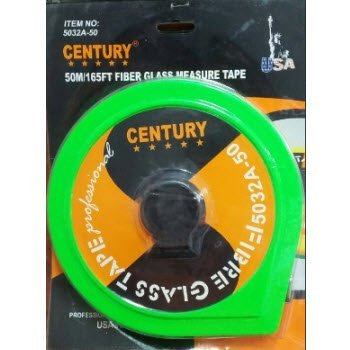 ITEM NO:
5032A-50
CENTURY®
50M/165FT FIBER GLASS MEASURE TAPE
USA
CENTURY
professional
FIBRE GLASS TAPE
5032A-50
USA